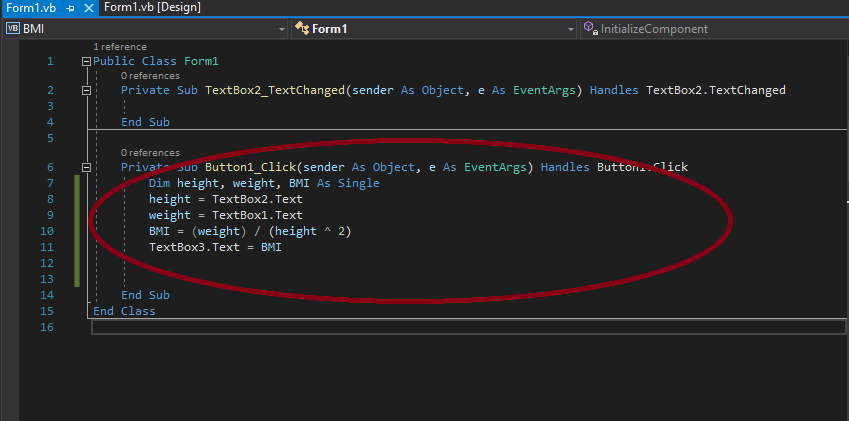 Form1.vb Form1.vb [Design]
VB BMI Form1 InitializeComponent
1 reference
1 Public Class Form1
0 references
2 Private Sub TextBox2_TextChanged(sender As Object, e As EventArgs) Handles TextBox2.TextChanged
3
4 End Sub
5
0 references
6 Private Sub Button1_Click(sender As Object, e As EventArgs) Handles Button1.Click
7 Dim height, weight, BMI As Single
8 height = TextBox2.Text
9 weight = TextBox1.Text
10 BMI = (weight) / (height ^ 2)
11 TextBox3.Text = BMI
12
13
14 End Sub
15 End Class
16